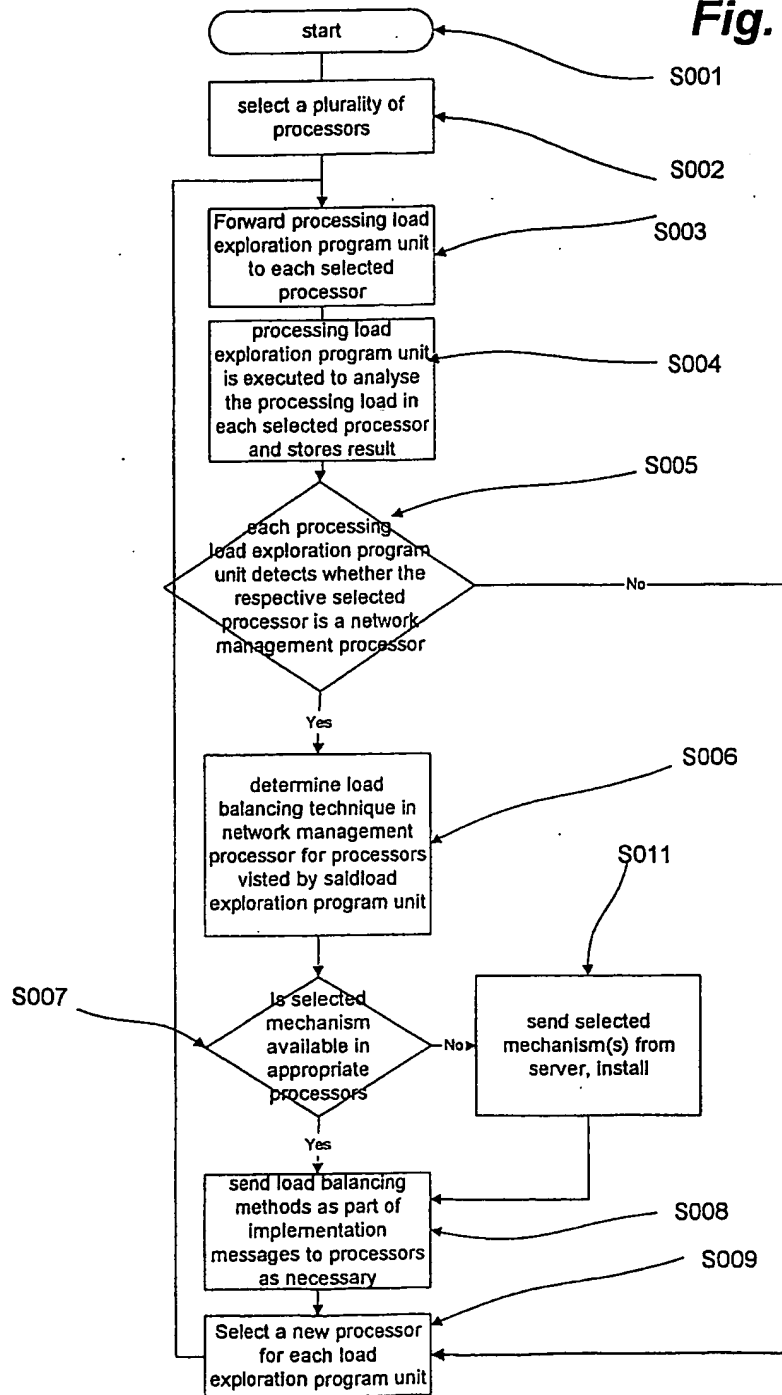 Fig.
start
S001
select a plurality of
processors
S002
Forward processing load
exploration program unit
to each selected
processor
S003
processing load
exploration program unit
is executed to analyse
the processing load in
each selected processor
and stores result
S004
S005
each processing
load exploration program
unit detects whether the
respective selected
processor is a network
management processor
No
Yes
S006
determine load
balancing technique in
network management
processor for processors
visted by saidload
exploration program unit
S011
S007
Is selected
mechanism
available in
appropriate
processors
No
send selected
mechanism(s) from
server, install
Yes
send load balancing
methods as part of
implementation
messages to processors
as necessary
S008
S009
Select a new processor
for each load
exploration program unit